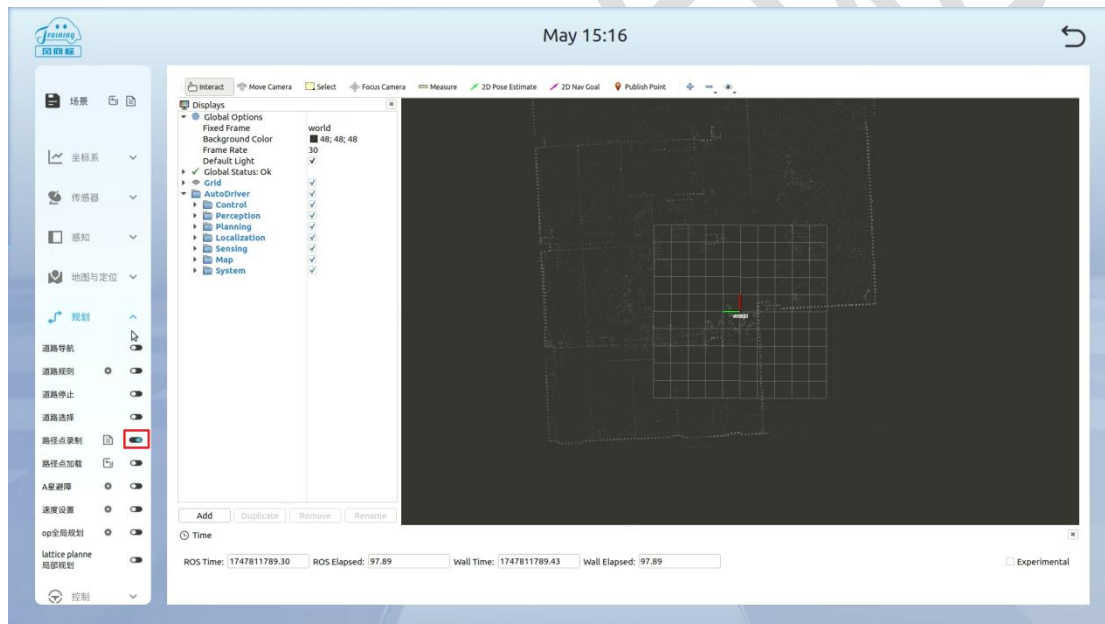 Training
风向标
May 15:16
场景
坐标系
传感器
感知
地图与定位
规划
道路导航
道路规则
道路停止
道路选择
路径点录制
路径点加载
A星避障
速度设置
op全局规划
lattice planne
局部规划
控制
Interact Move Camera Select Focus Camera Measure 2D Pose Estimate 2D Nav Goal Publish Point
Displays
Global Options
Fixed Frame world
Background Color 48; 48; 48
Frame Rate 30
Default Light
Global Status: Ok
Grid
AutoDriver
Control
Perception
Planning
Localization
Sensing
Map
System
world
Add Duplicate Remove Rename
Time
ROS Time: 1747811789.30 ROS Elapsed: 97.89 Wall Time: 1747811789.43 Wall Elapsed: 97.89 Experimental